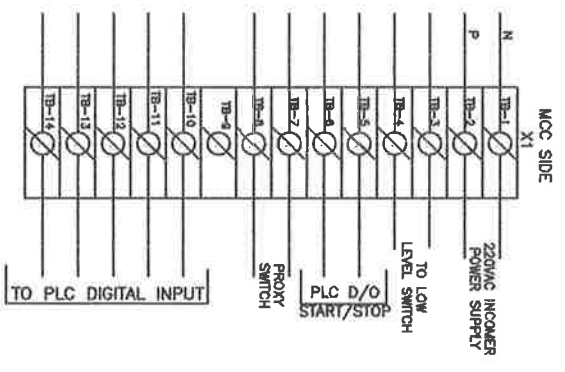 MCC SIDE
X1
N
P
TB-1
TB-2
TB-3
TB-4
TB-5
TB-6
TB-7
TB-8
TB-9
TB-10
TB-11
TB-12
TB-13
TB-14
220VAC INCOMER
POWER SUPPLY
TO LOW
LEVEL SWITCH
PLC D/O
START/STOP
PROXY
SWITCH
TO PLC DIGITAL INPUT